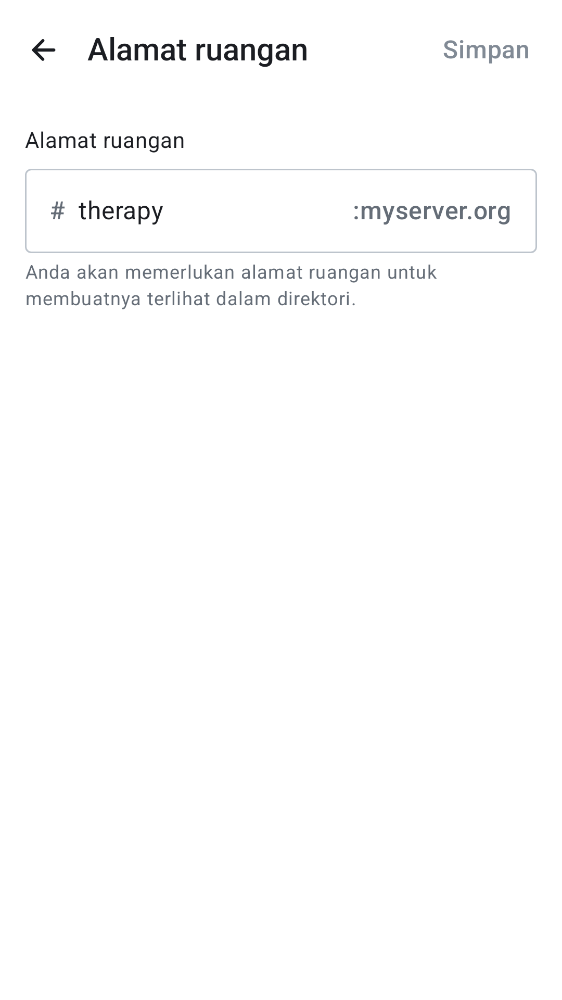 Alamat ruangan Simpan
Alamat ruangan
# therapy :myserver.org
Anda akan memerlukan alamat ruangan untuk
membuatnya terlihat dalam direktori.